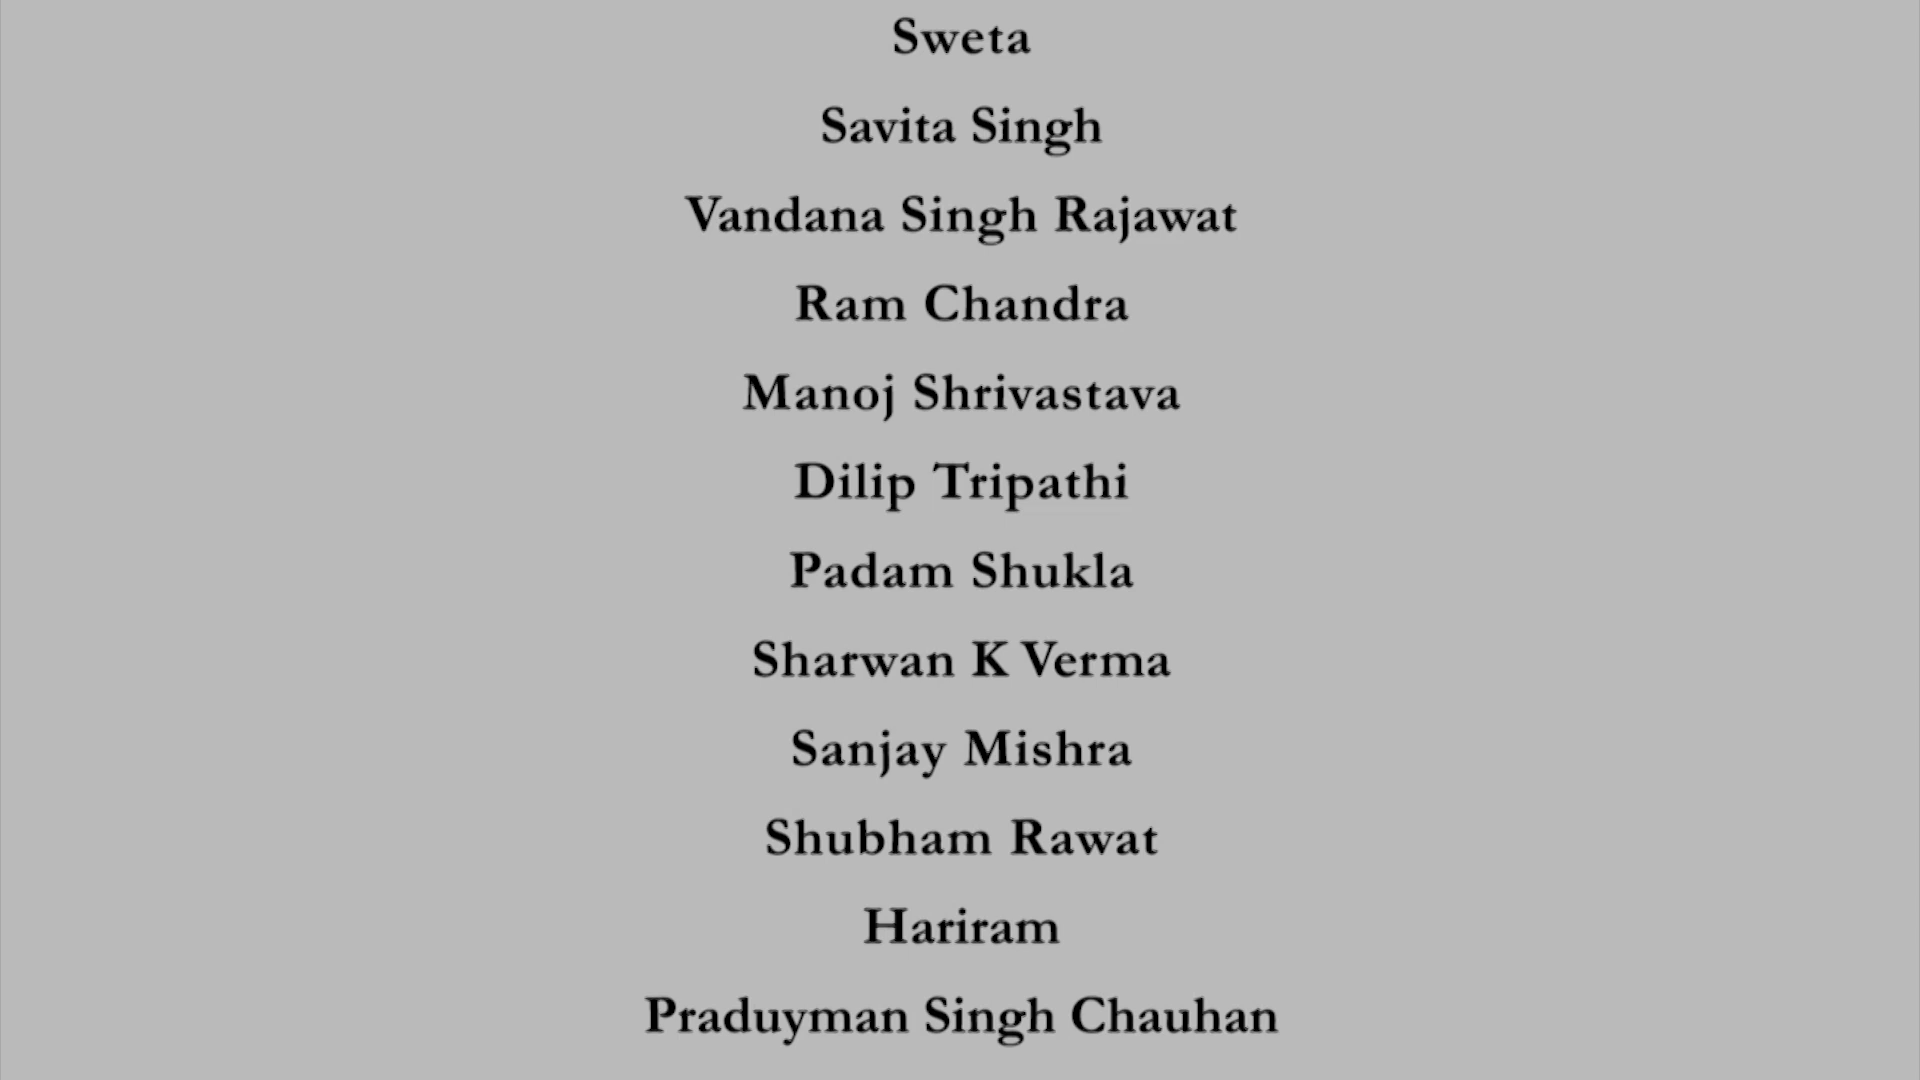 Sweta
Savita Singh
Vandana Singh Rajawat
Ram Chandra
Manoj Shrivastava
Dilip Tripathi
Padam Shukla
Sharwan K Verma
Sanjay Mishra
Shubham Rawat
Hariram
Praduyman Singh Chauhan